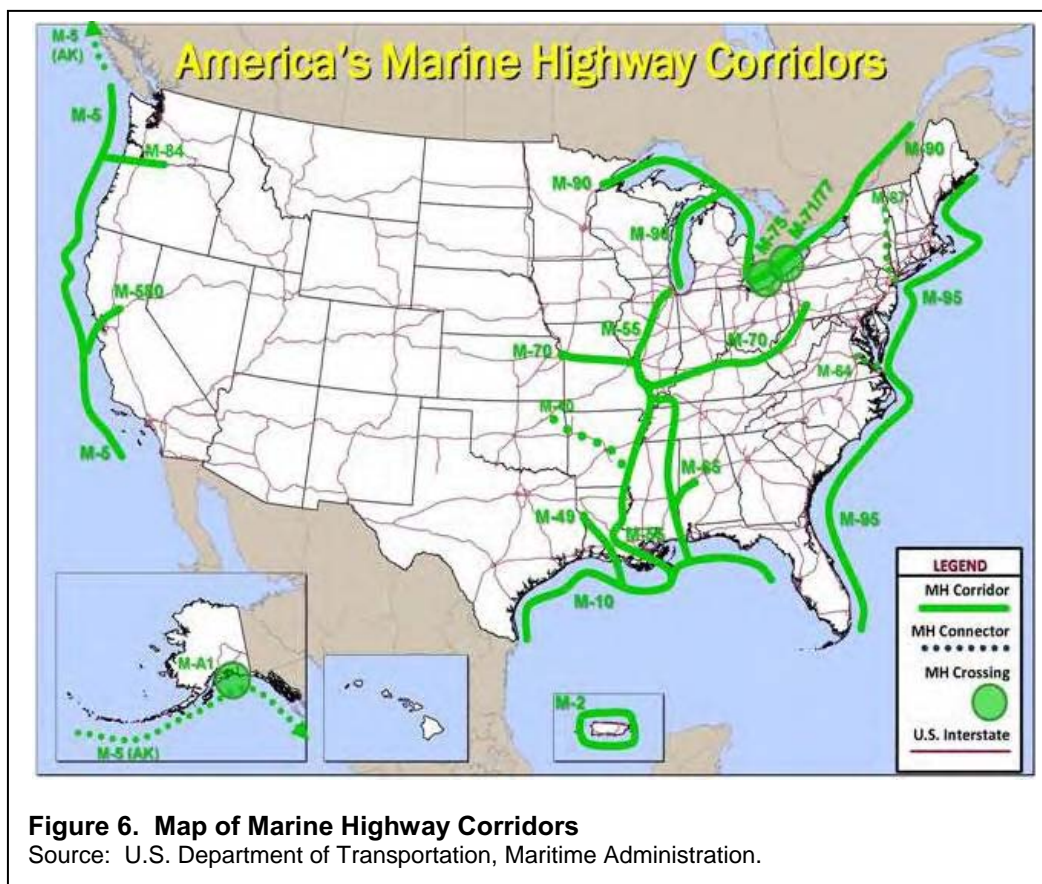 America's Marine Highway Corridors
M-5
(AK)
M-5
M-84
M-90
M-90
M-90
M-75
M-71/77
M-87
M-580
M-55
M-70
M-70
M-95
M-64
M-40
M-5
M-65
M-49
M-55
M-95
M-10
M-A1
M-5 (AK)
M-2
LEGEND
MH Corridor
MH Connector
MH Crossing
U.S. Interstate
Figure 6. Map of Marine Highway Corridors
Source: U.S. Department of Transportation, Maritime Administration.